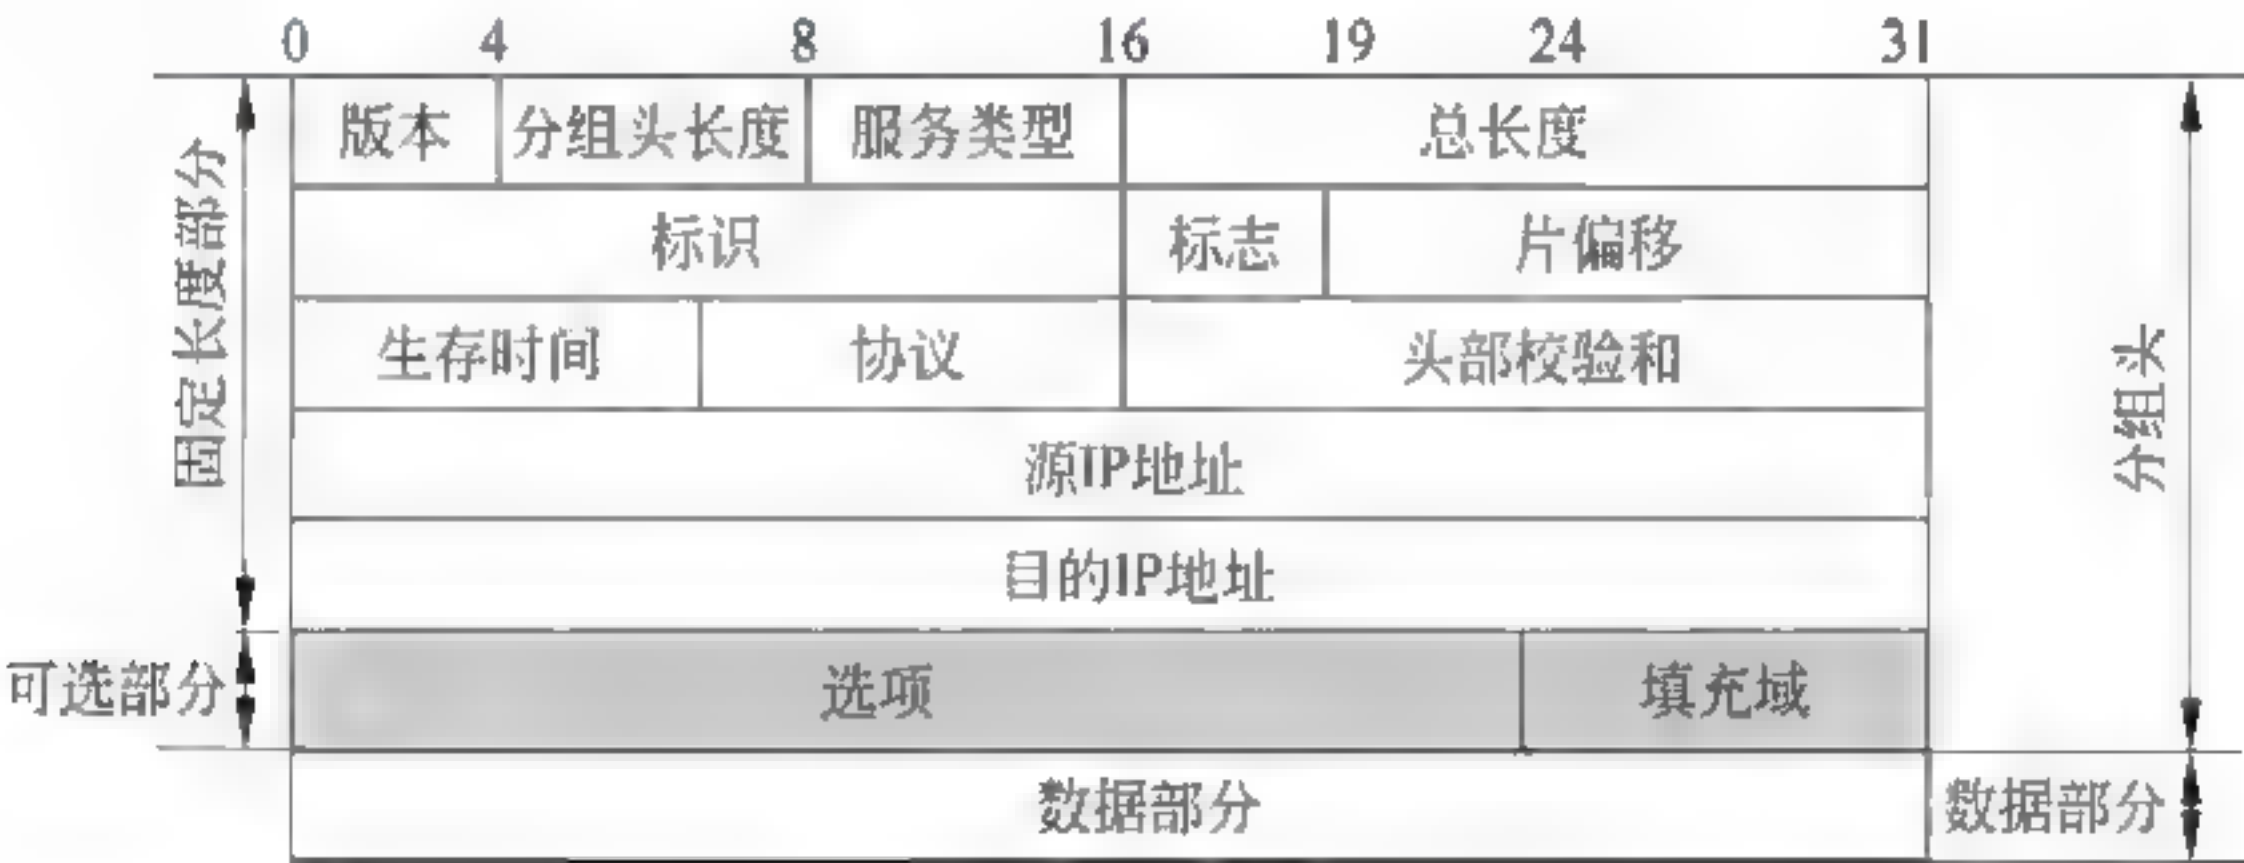 0 4 8 16 19 24 31
版本 分组头长度 服务类型 总长度
标识 标志 片偏移
生存时间 协议 头部校验和
源IP地址
目的IP地址
选项 填充域
数据部分
固定长度部分
可选部分
分组头
数据部分